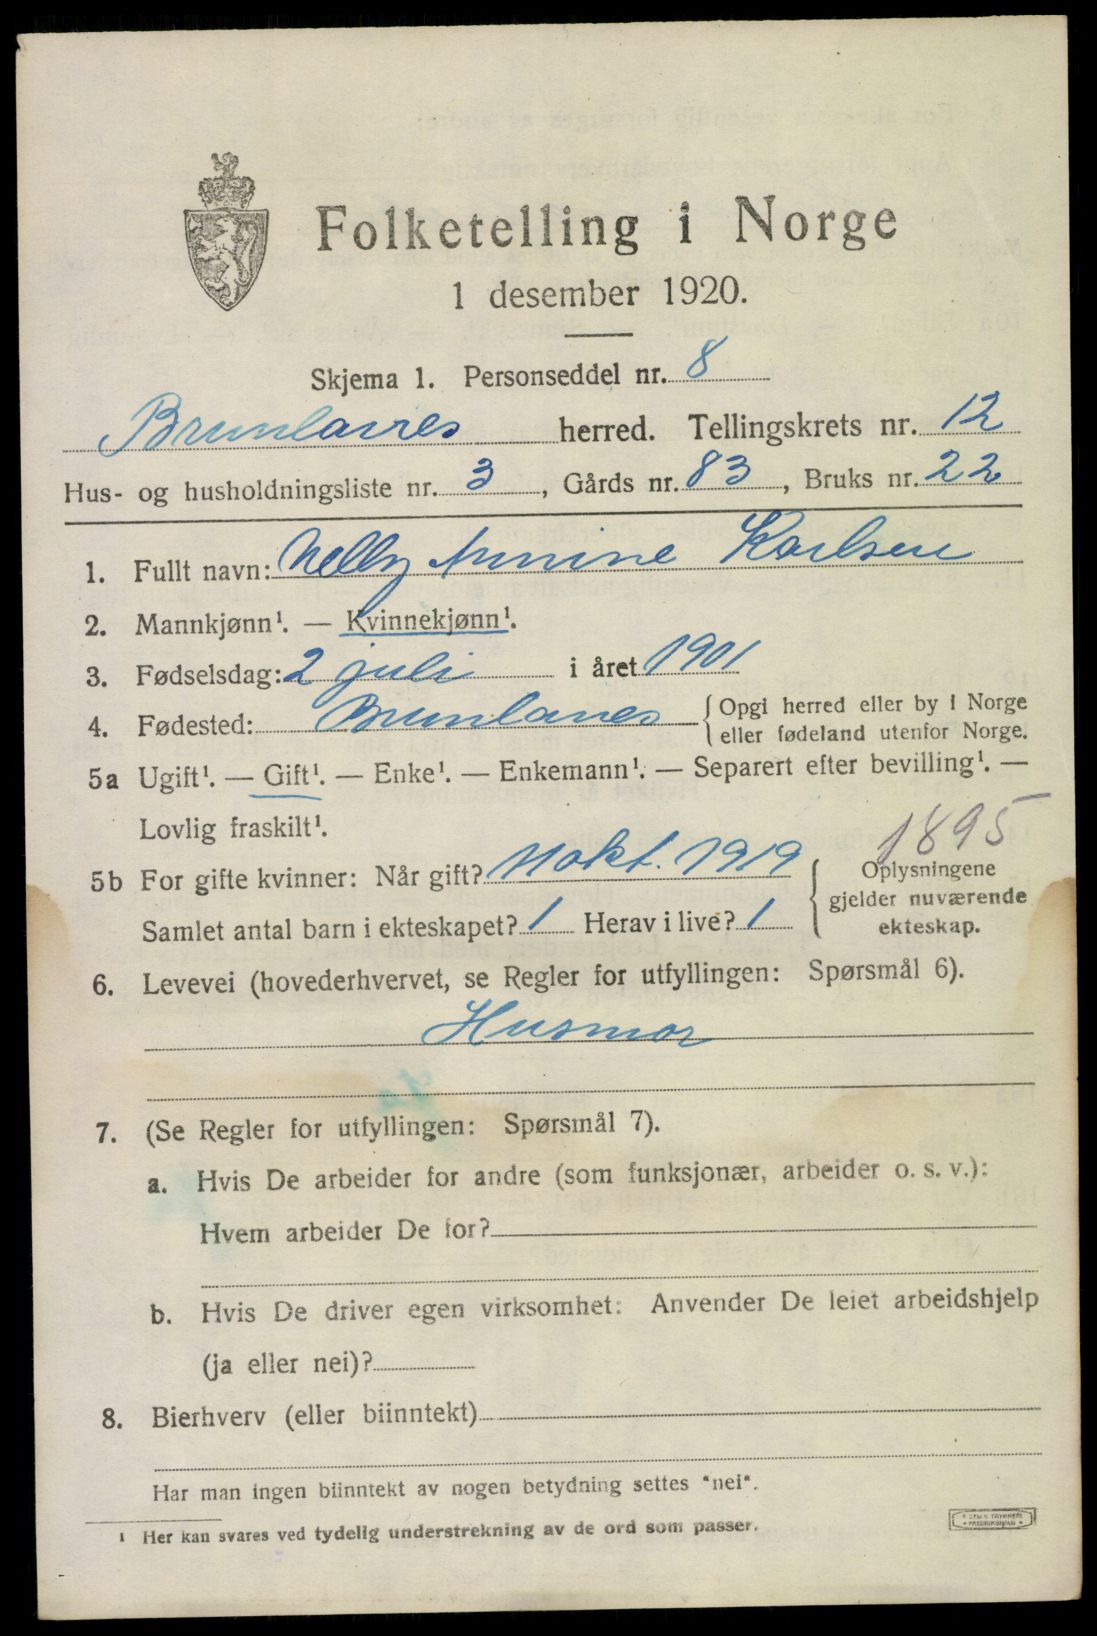 Folketelling i Norge
1 desember 1920.
Skjema 1. Personseddel nr. 8
Brunlanes herred. Tellingskrets nr. 12
Hus- og husholdningsliste nr. 3, Gårds nr. 83, Bruks nr. 22
1. Fullt navn: Nelly Annine Karlsen
2. Mannkjønn¹. — Kvinnekjønn¹.
3. Fødselsdag: 2 juli i året 1901
4. Fødested: Brunlanes {Opgi herred eller by i Norge
eller fødeland utenfor Norge.
5a Ugift¹. — Gift¹. — Enke¹. — Enkemann¹. — Separert efter bevilling¹. —
Lovlig fraskilt¹.
1895
5b For gifte kvinner: Når gift? 11 okt. 1919 { Oplysningene
gjelder nuværende
Samlet antal barn i ekteskapet? 1 Herav i live? 1 ekteskap.
6. Levevei (hovederhvervet, se Regler for utfyllingen: Spørsmål 6).
Husmor
7. (Se Regler for utfyllingen: Spørsmål 7).
a. Hvis De arbeider for andre (som funksjonær, arbeider o. s. v.):
Hvem arbeider De for?
b. Hvis De driver egen virksomhet: Anvender De leiet arbeidshjelp
(ja eller nei)?
8. Bierhverv (eller biinntekt)
Har man ingen biinntekt av nogen betydning settes "nei".
¹ Her kan svares ved tydelig understrekning av de ord som passer.